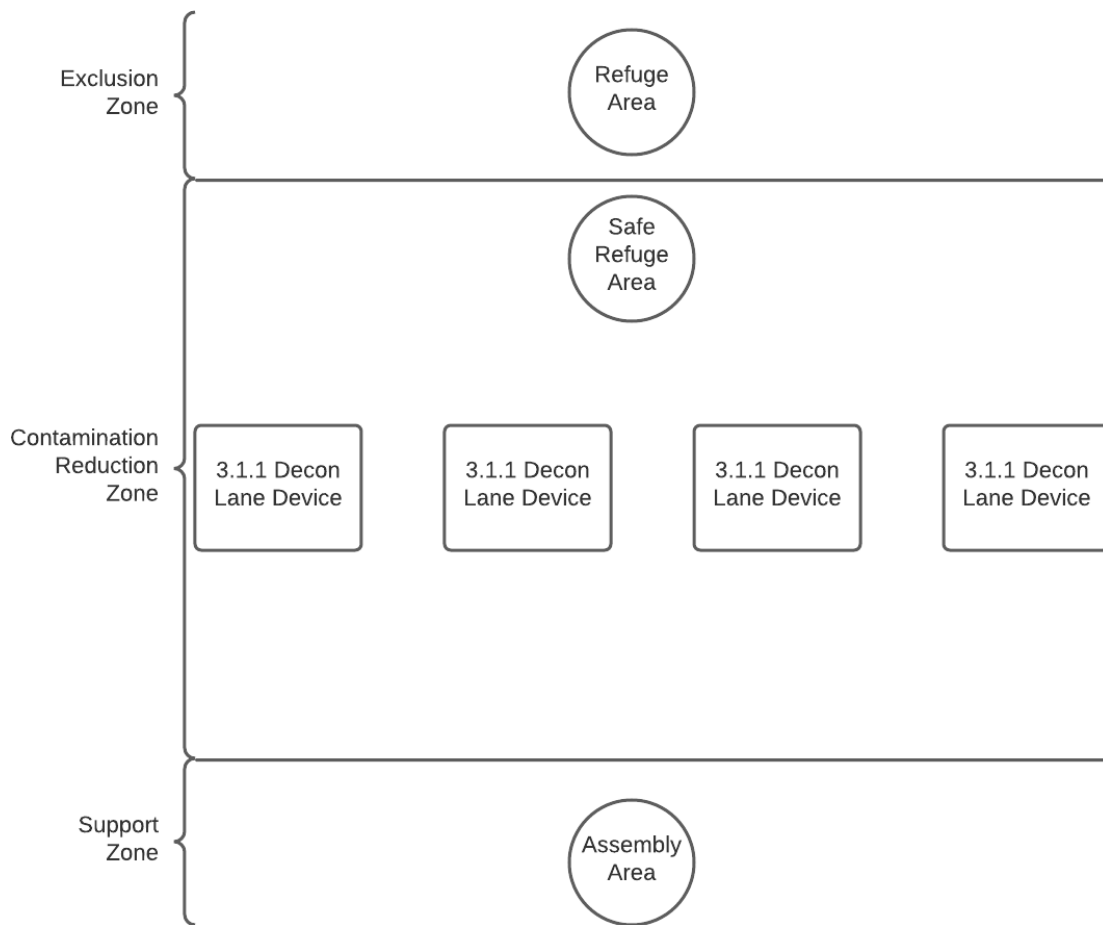 Exclusion
Zone
Refuge
Area
Safe
Refuge
Area
Contamination
Reduction
Zone
3.1.1 Decon
Lane Device
3.1.1 Decon
Lane Device
3.1.1 Decon
Lane Device
3.1.1 Decon
Lane Device
Support
Zone
Assembly
Area